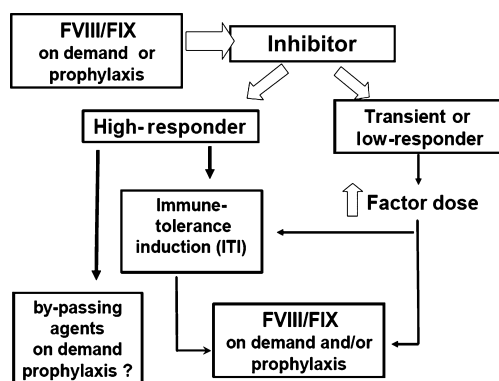 FVIII/FIX
on demand or
prophylaxis
Inhibitor
High-responder
Transient or
low-responder
Immune-
tolerance
induction (ITI)
Factor dose
by-passing
agents
on demand
prophylaxis ?
FVIII/FIX
on demand and/or
prophylaxis